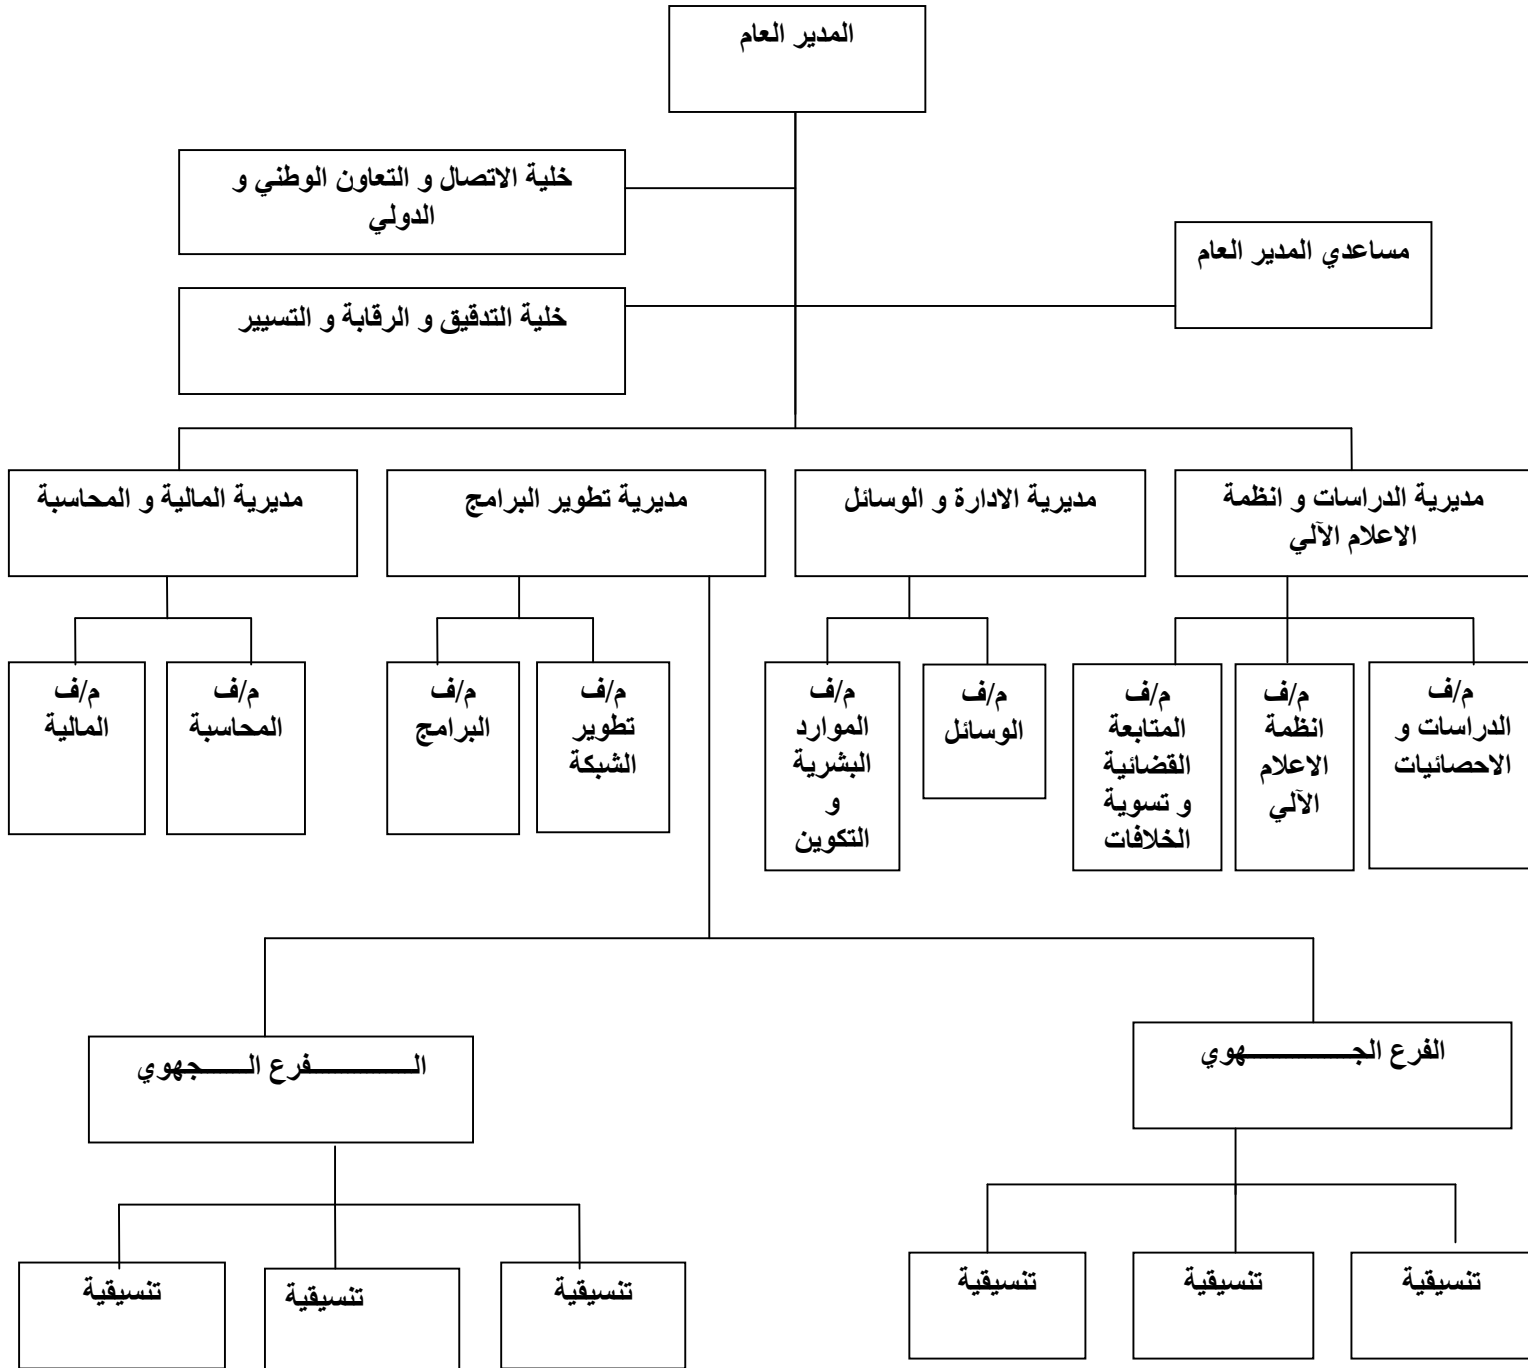 المدير العام
خلية الاتصال و التعاون الوطني و
الدولي
مساعدي المدير العام
خلية التدقيق و الرقابة و التسيير
مديرية الدراسات و انظمة
الاعلام الآلي
مديرية الادارة و الوسائل
مديرية تطوير البرامج
مديرية المالية و المحاسبة
م/ف
الدراسات و
الاحصائيات
م/ف
انظمة
الاعلام
الآلي
م/ف
المتابعة
القضائية
و تسوية
الخلافات
م/ف
الوسائل
م/ف
الموارد
البشرية
و
التكوين
م/ف
تطوير
الشبكة
م/ف
البرامج
م/ف
المحاسبة
م/ف
المالية
الفرع الجـــــــــهوي
الــــــــــفرع الـــــجهوي
تنسيقية
تنسيقية
تنسيقية
تنسيقية
تنسيقية
تنسيقية